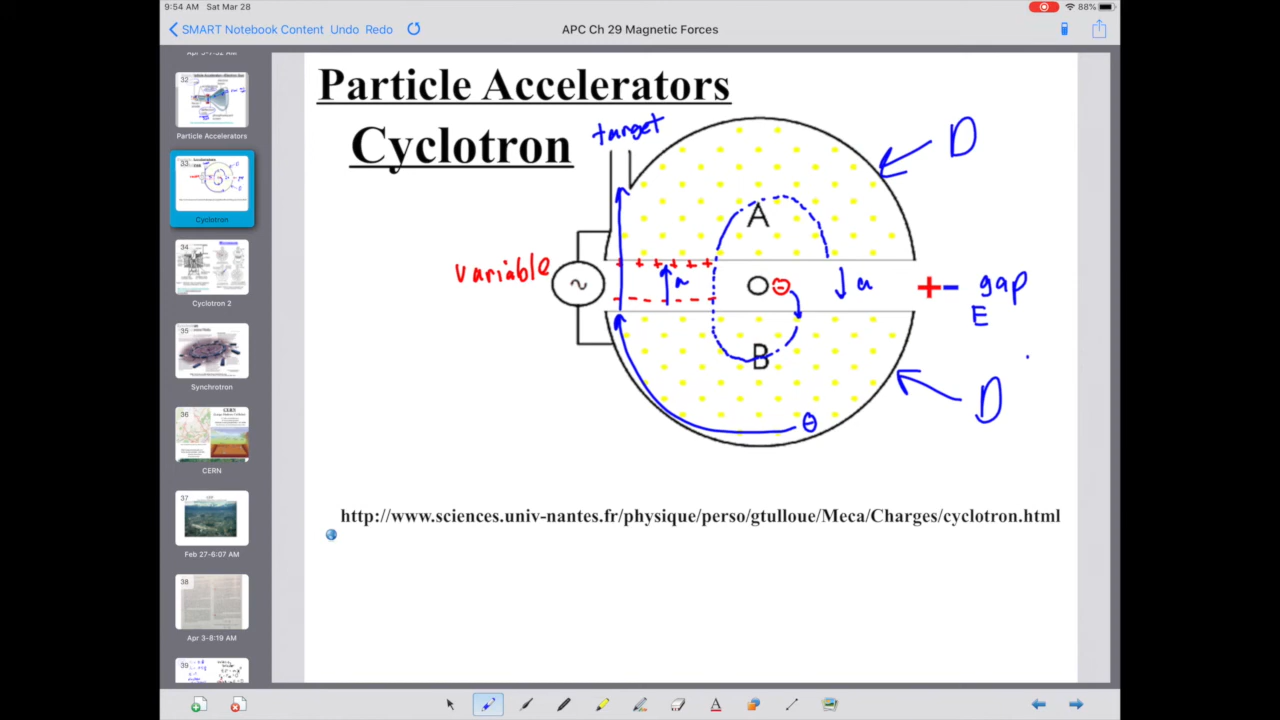 9:54 AM Sat Mar 28
88%
SMART Notebook Content Undo Redo
APC Ch 29 Magnetic Forces
32
Particle Accelerators
33
Cyclotron
34
Cyclotron 2
35
Synchrotron
36
CERN
37
Feb 27-6:07 AM
38
Apr 3-8:19 AM
39
Particle Accelerators
Cyclotron
target
D
A
variable
a
O
a
+- gap
E
B
D
http://www.sciences.univ-nantes.fr/physique/perso/gtulloue/Meca/Charges/cyclotron.html
A